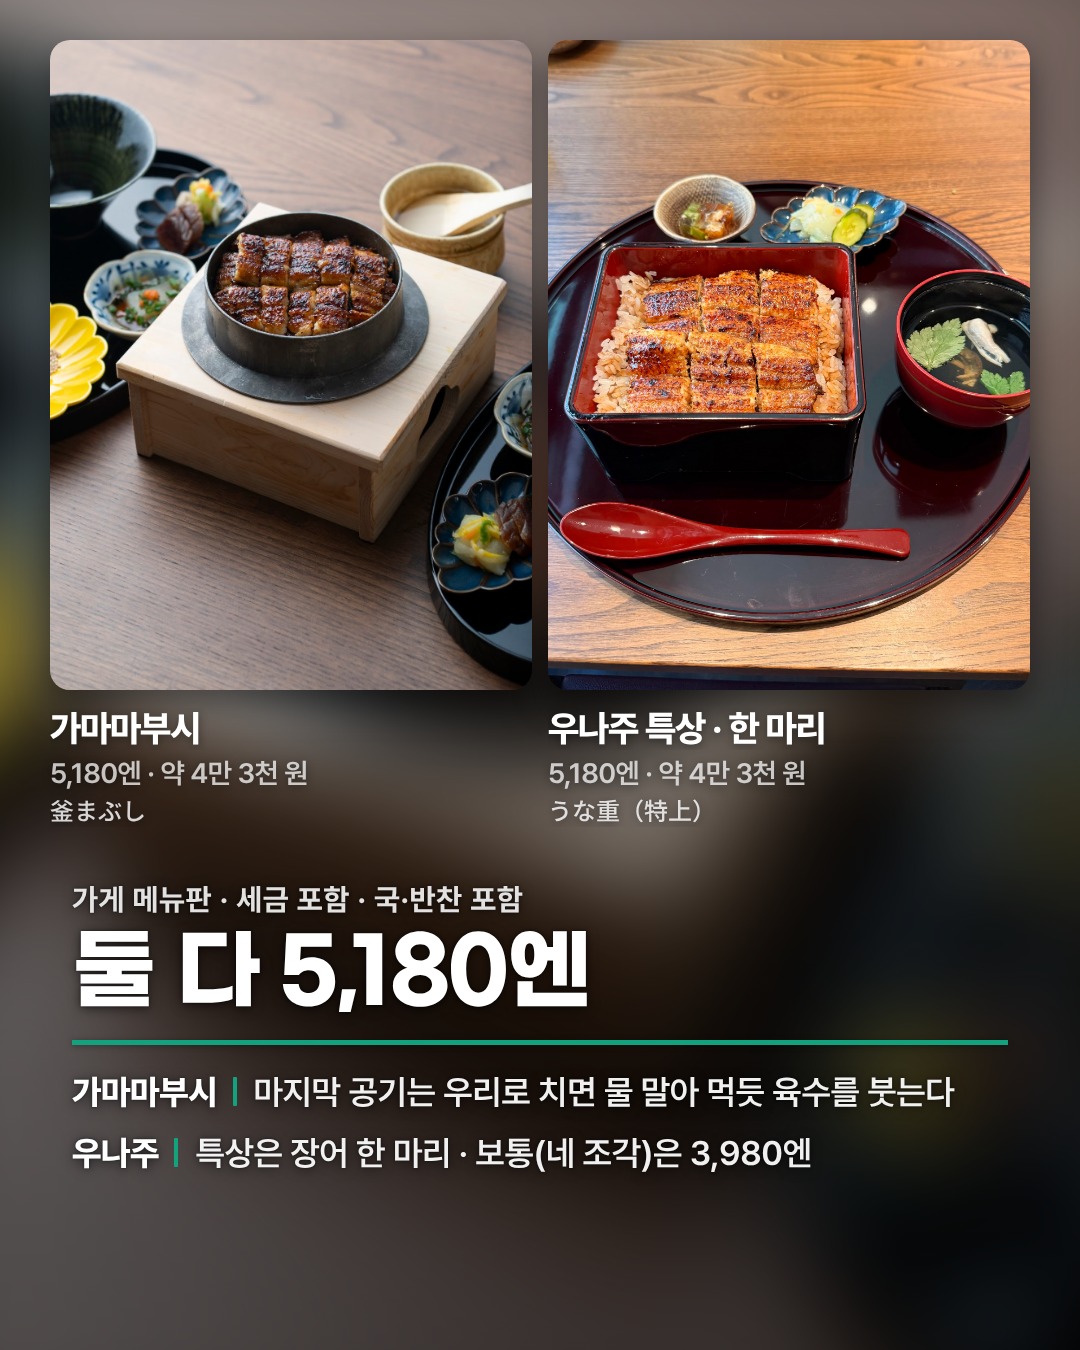 가마마부시
5,180엔 · 약 4만 3천 원
釜まぶし
우나주 특상 · 한 마리
5,180엔 · 약 4만 3천 원
うな重（特上）
가게 메뉴판 · 세금 포함 · 국·반찬 포함
둘 다 5,180엔
가마마부시 | 마지막 공기는 우리로 치면 물 말아 먹듯 육수를 붓는다
우나주 | 특상은 장어 한 마리 · 보통(네 조각)은 3,980엔